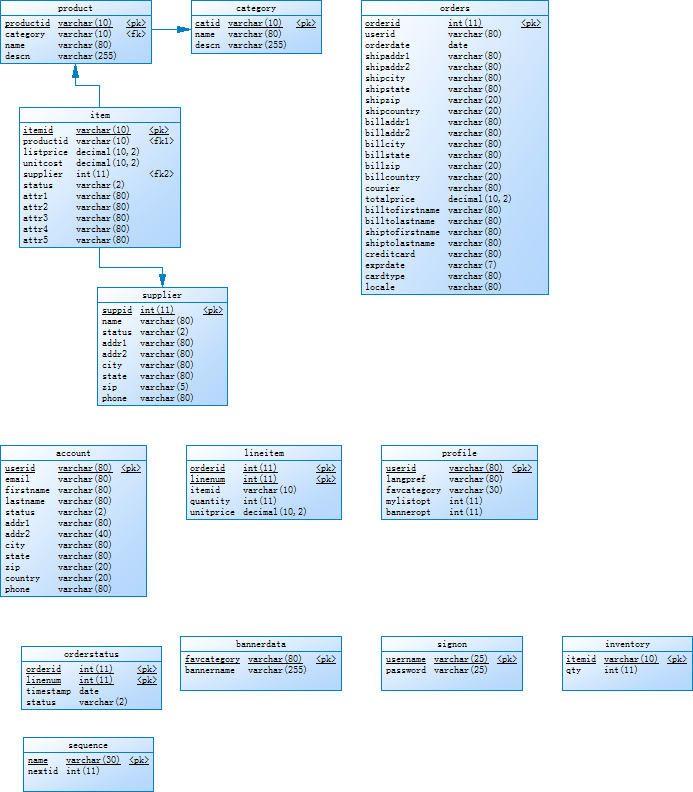 product
productid varchar(10) <pk>
category varchar(10) <fk>
name varchar(80)
descn varchar(255)
category
catid varchar(10) <pk>
name varchar(80)
descn varchar(255)
orders
orderid int(11) <pk>
userid varchar(80)
orderdate date
shipaddr1 varchar(80)
shipaddr2 varchar(80)
shipcity varchar(80)
shipstate varchar(80)
shipzip varchar(20)
shipcountry varchar(20)
billaddr1 varchar(80)
billaddr2 varchar(80)
billcity varchar(80)
billstate varchar(80)
billzip varchar(20)
billcountry varchar(20)
courier varchar(80)
totalprice decimal(10,2)
billtofirstname varchar(80)
billtolastname varchar(80)
shiptofirstname varchar(80)
shiptolastname varchar(80)
creditcard varchar(80)
exprdate varchar(7)
cardtype varchar(80)
locale varchar(80)
item
itemid varchar(10) <pk>
productid varchar(10) <fk1>
listprice decimal(10,2)
unitcost decimal(10,2)
supplier int(11) <fk2>
status varchar(2)
attr1 varchar(80)
attr2 varchar(80)
attr3 varchar(80)
attr4 varchar(80)
attr5 varchar(80)
supplier
suppid int(11) <pk>
name varchar(80)
status varchar(2)
addr1 varchar(80)
addr2 varchar(80)
city varchar(80)
state varchar(80)
zip varchar(5)
phone varchar(80)
account
userid varchar(80) <pk>
email varchar(80)
firstname varchar(80)
lastname varchar(80)
status varchar(2)
addr1 varchar(80)
addr2 varchar(40)
city varchar(80)
state varchar(80)
zip varchar(20)
country varchar(20)
phone varchar(80)
lineitem
orderid int(11) <pk>
linenum int(11) <pk>
itemid varchar(10)
quantity int(11)
unitprice decimal(10,2)
profile
userid varchar(80) <pk>
langpref varchar(80)
favcategory varchar(30)
mylistopt int(11)
banneropt int(11)
orderstatus
orderid int(11) <pk>
linenum int(11) <pk>
timestamp date
status varchar(2)
bannerdata
favcategory varchar(80) <pk>
bannername varchar(255)
signon
username varchar(25) <pk>
password varchar(25)
inventory
itemid varchar(10) <pk>
qty int(11)
sequence
name varchar(30) <pk>
nextid int(11)